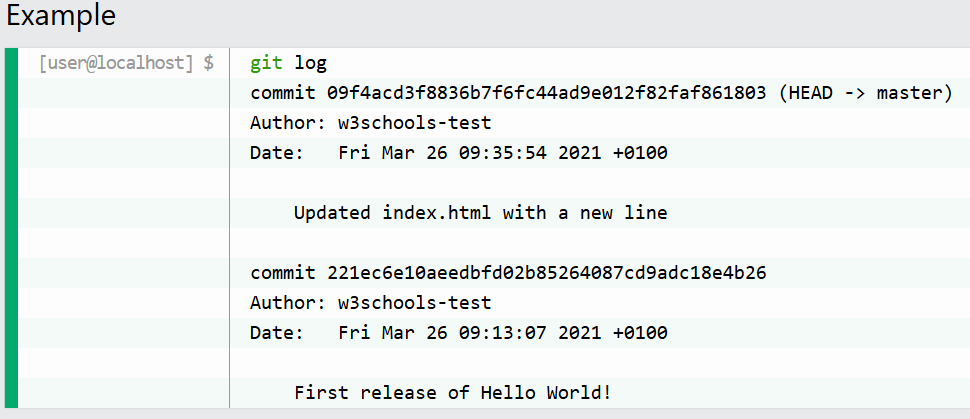 Example
[user@localhost] $ git log
commit 09f4acd3f8836b7f6fc44ad9e012f82faf861803 (HEAD -> master)
Author: w3schools-test
Date:   Fri Mar 26 09:35:54 2021 +0100
Updated index.html with a new line
commit 221ec6e10aeedbfd02b85264087cd9adc18e4b26
Author: w3schools-test
Date:   Fri Mar 26 09:13:07 2021 +0100
First release of Hello World!